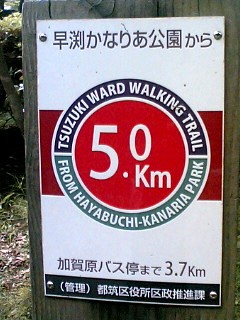 早渕かなりあ公園から
TSUZUKI WARD WALKING TRAIL
5.0
Km
FROM HAYABUCHI-KANARIA PARK
加賀原バス停まで 3.7Km
(管理) 都筑区役所区政推進課